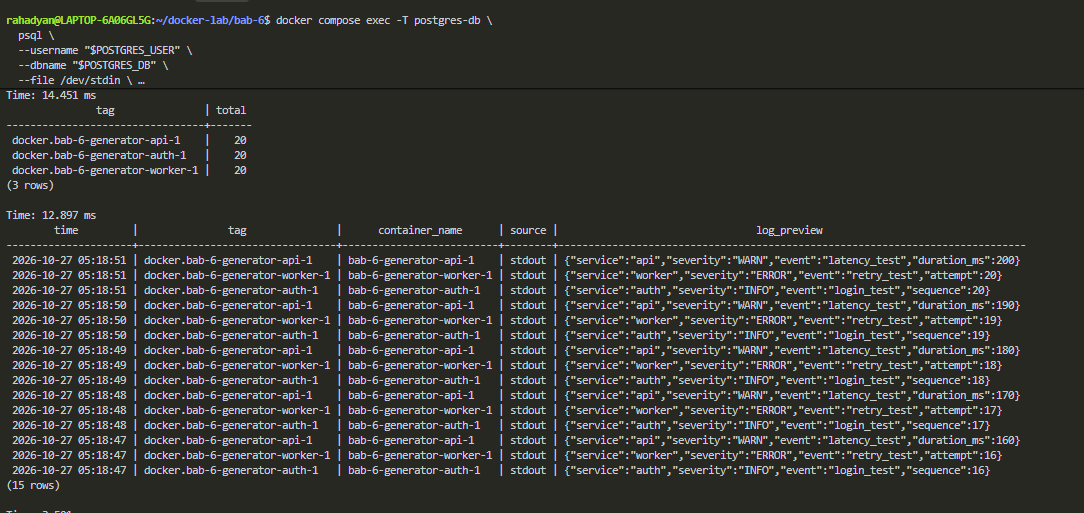 rahadyan@LAPTOP-6A06GL5G:~/docker-lab/bab-6$ docker compose exec -T postgres-db \
  psql \
  --username "$POSTGRES_USER" \
  --dbname "$POSTGRES_DB" \
  --file /dev/stdin \ …
Time: 14.451 ms
              tag               | total
--------------------------------+-------
 docker.bab-6-generator-api-1   |    20
 docker.bab-6-generator-auth-1  |    20
 docker.bab-6-generator-worker-1 |    20
(3 rows)
Time: 12.897 ms
        time         |              tag              |      container_name      | source |                               log_preview
---------------------+-------------------------------+------------------------+--------+------------------------------------------------------------------------
 2026-10-27 05:18:51 | docker.bab-6-generator-api-1    | bab-6-generator-api-1    | stdout | {"service":"api","severity":"WARN","event":"latency_test","duration_ms":200}
 2026-10-27 05:18:51 | docker.bab-6-generator-worker-1 | bab-6-generator-worker-1 | stdout | {"service":"worker","severity":"ERROR","event":"retry_test","attempt":20}
 2026-10-27 05:18:51 | docker.bab-6-generator-auth-1   | bab-6-generator-auth-1   | stdout | {"service":"auth","severity":"INFO","event":"login_test","sequence":20}
 2026-10-27 05:18:50 | docker.bab-6-generator-api-1    | bab-6-generator-api-1    | stdout | {"service":"api","severity":"WARN","event":"latency_test","duration_ms":190}
 2026-10-27 05:18:50 | docker.bab-6-generator-worker-1 | bab-6-generator-worker-1 | stdout | {"service":"worker","severity":"ERROR","event":"retry_test","attempt":19}
 2026-10-27 05:18:50 | docker.bab-6-generator-auth-1   | bab-6-generator-auth-1   | stdout | {"service":"auth","severity":"INFO","event":"login_test","sequence":19}
 2026-10-27 05:18:49 | docker.bab-6-generator-api-1    | bab-6-generator-api-1    | stdout | {"service":"api","severity":"WARN","event":"latency_test","duration_ms":180}
 2026-10-27 05:18:49 | docker.bab-6-generator-worker-1 | bab-6-generator-worker-1 | stdout | {"service":"worker","severity":"ERROR","event":"retry_test","attempt":18}
 2026-10-27 05:18:49 | docker.bab-6-generator-auth-1   | bab-6-generator-auth-1   | stdout | {"service":"auth","severity":"INFO","event":"login_test","sequence":18}
 2026-10-27 05:18:48 | docker.bab-6-generator-api-1    | bab-6-generator-api-1    | stdout | {"service":"api","severity":"WARN","event":"latency_test","duration_ms":170}
 2026-10-27 05:18:48 | docker.bab-6-generator-worker-1 | bab-6-generator-worker-1 | stdout | {"service":"worker","severity":"ERROR","event":"retry_test","attempt":17}
 2026-10-27 05:18:48 | docker.bab-6-generator-auth-1   | bab-6-generator-auth-1   | stdout | {"service":"auth","severity":"INFO","event":"login_test","sequence":17}
 2026-10-27 05:18:47 | docker.bab-6-generator-api-1    | bab-6-generator-api-1    | stdout | {"service":"api","severity":"WARN","event":"latency_test","duration_ms":160}
 2026-10-27 05:18:47 | docker.bab-6-generator-worker-1 | bab-6-generator-worker-1 | stdout | {"service":"worker","severity":"ERROR","event":"retry_test","attempt":16}
 2026-10-27 05:18:47 | docker.bab-6-generator-auth-1   | bab-6-generator-auth-1   | stdout | {"service":"auth","severity":"INFO","event":"login_test","sequence":16}
(15 rows)